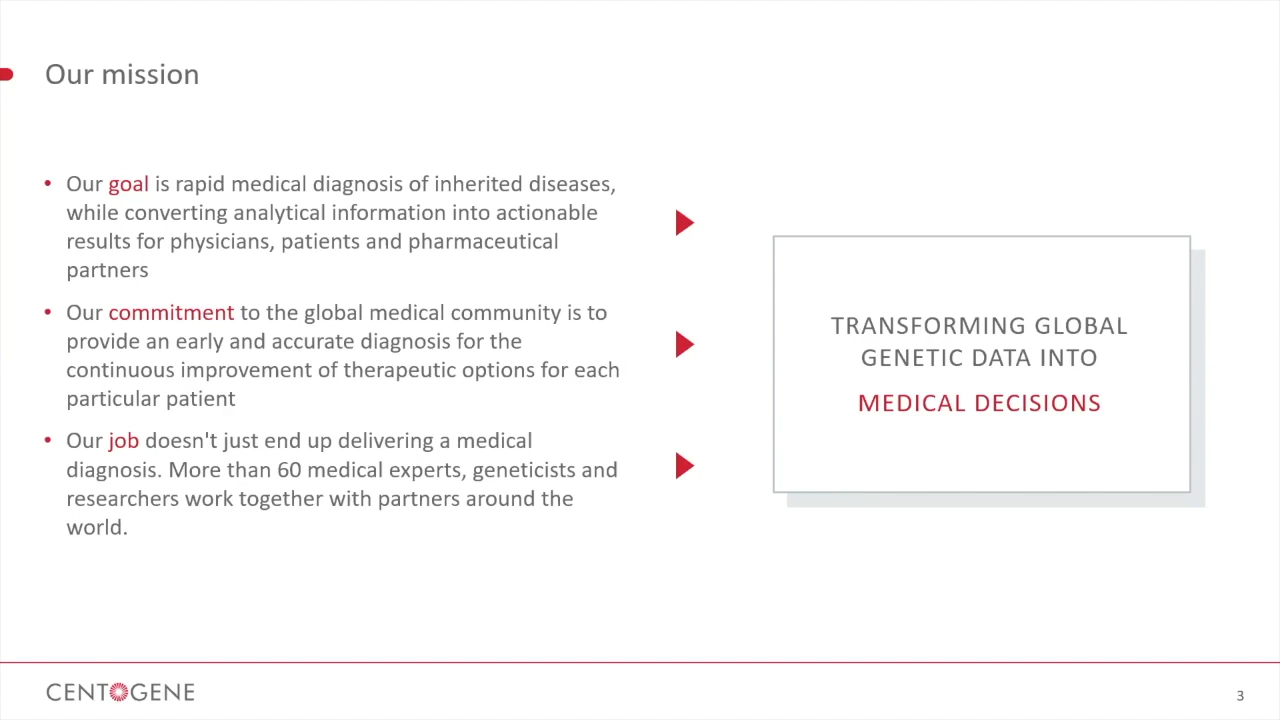 Our mission
• Our goal is rapid medical diagnosis of inherited diseases,
while converting analytical information into actionable
results for physicians, patients and pharmaceutical
partners
• Our commitment to the global medical community is to
provide an early and accurate diagnosis for the
continuous improvement of therapeutic options for each
particular patient
• Our job doesn't just end up delivering a medical
diagnosis. More than 60 medical experts, geneticists and
researchers work together with partners around the
world.
TRANSFORMING GLOBAL
GENETIC DATA INTO
MEDICAL DECISIONS
CENTOGENE
3